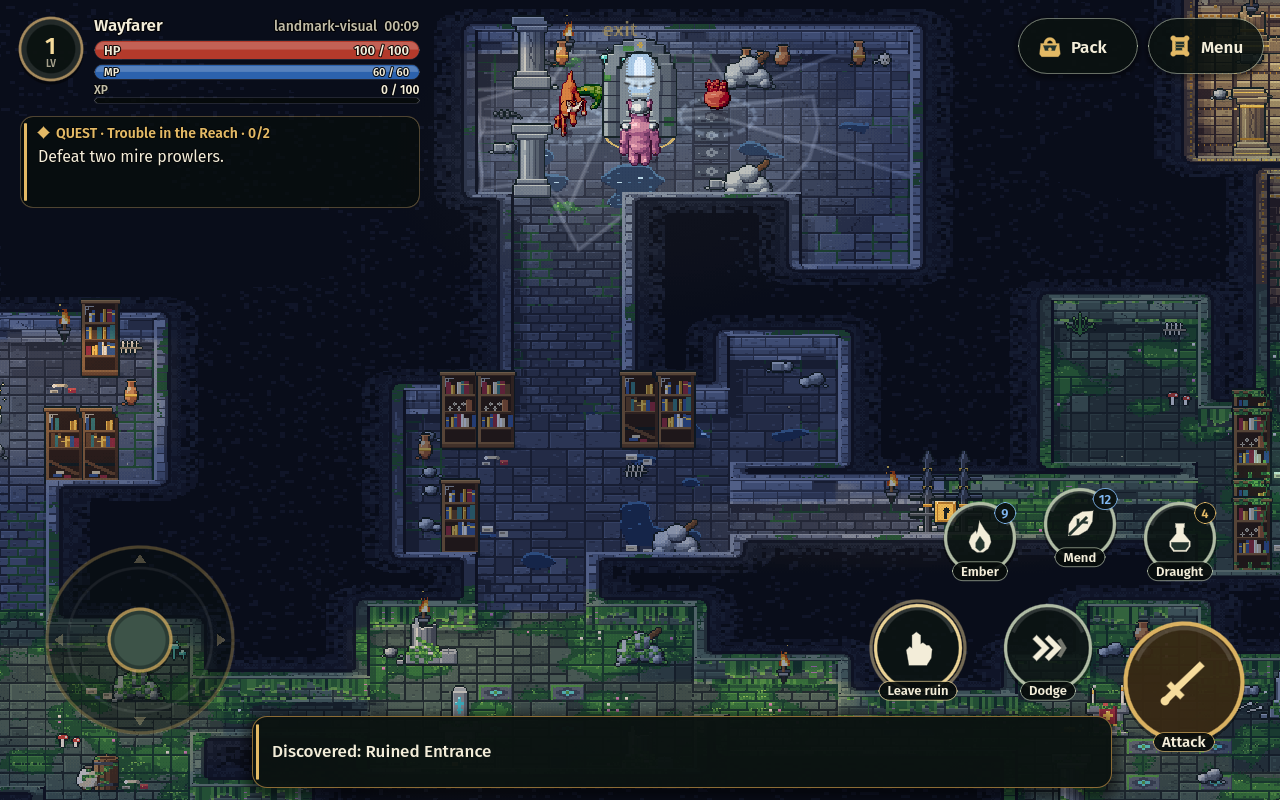 1
LV
Wayfarer
landmark-visual 00:09
HP
100 / 100
MP
60 / 60
XP
0 / 100
QUEST · Trouble in the Reach · 0/2
Defeat two mire prowlers.
exit
Pack
Menu
9
Ember
12
Mend
4
Draught
Leave ruin
Dodge
Attack
Discovered: Ruined Entrance